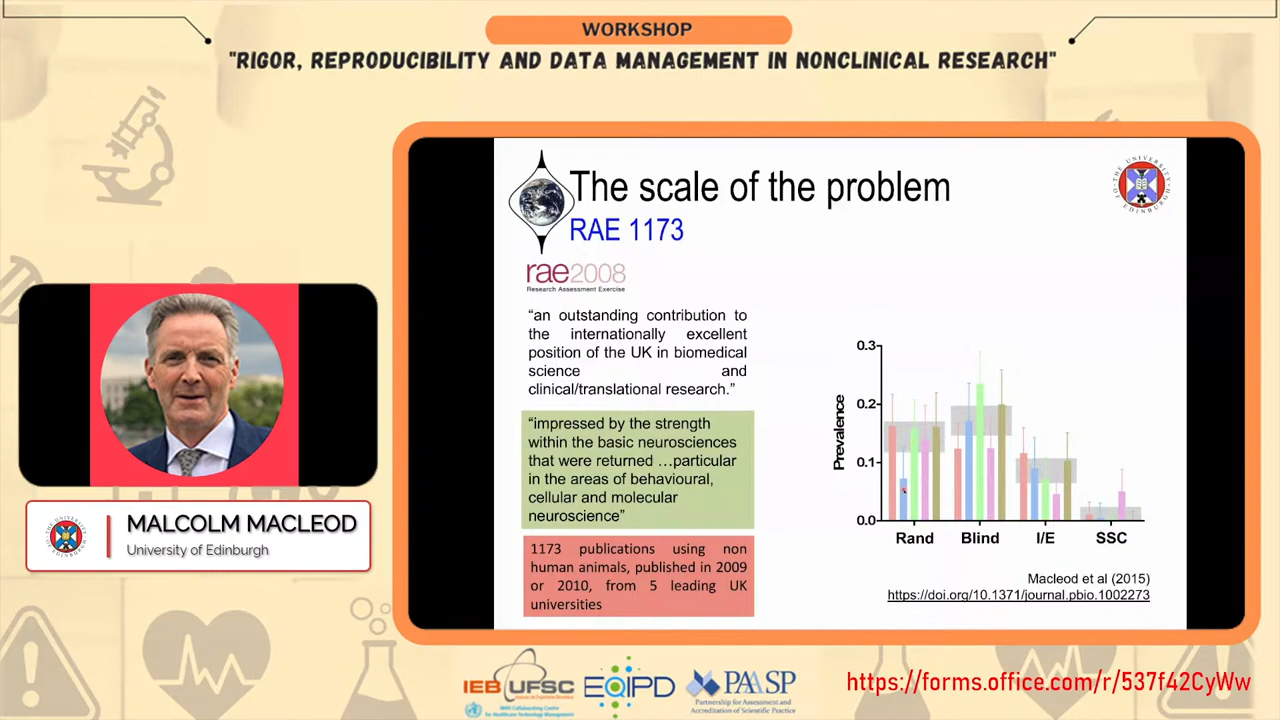 WORKSHOP
"RIGOR, REPRODUCIBILITY AND DATA MANAGEMENT IN NONCLINICAL RESEARCH"
The scale of the problem
RAE 1173
THE UNIVERSITY OF EDINBURGH
rae2008
Research Assessment Exercise
“an outstanding contribution to
the internationally excellent
position of the UK in biomedical
science and
clinical/translational research.”
“impressed by the strength
within the basic neurosciences
that were returned …particular
in the areas of behavioural,
cellular and molecular
neuroscience”
1173 publications using non
human animals, published in 2009
or 2010, from 5 leading UK
universities
Prevalence
0.3
0.2
0.1
0.0
Rand Blind I/E SSC
Macleod et al (2015)
https://doi.org/10.1371/journal.pbio.1002273
MALCOLM MACLEOD
University of Edinburgh
IEB UFSC
EQIPD
PAASP
Partnership for Assessment and
Accreditation of Scientific Practice
https://forms.office.com/r/537f42CyWw